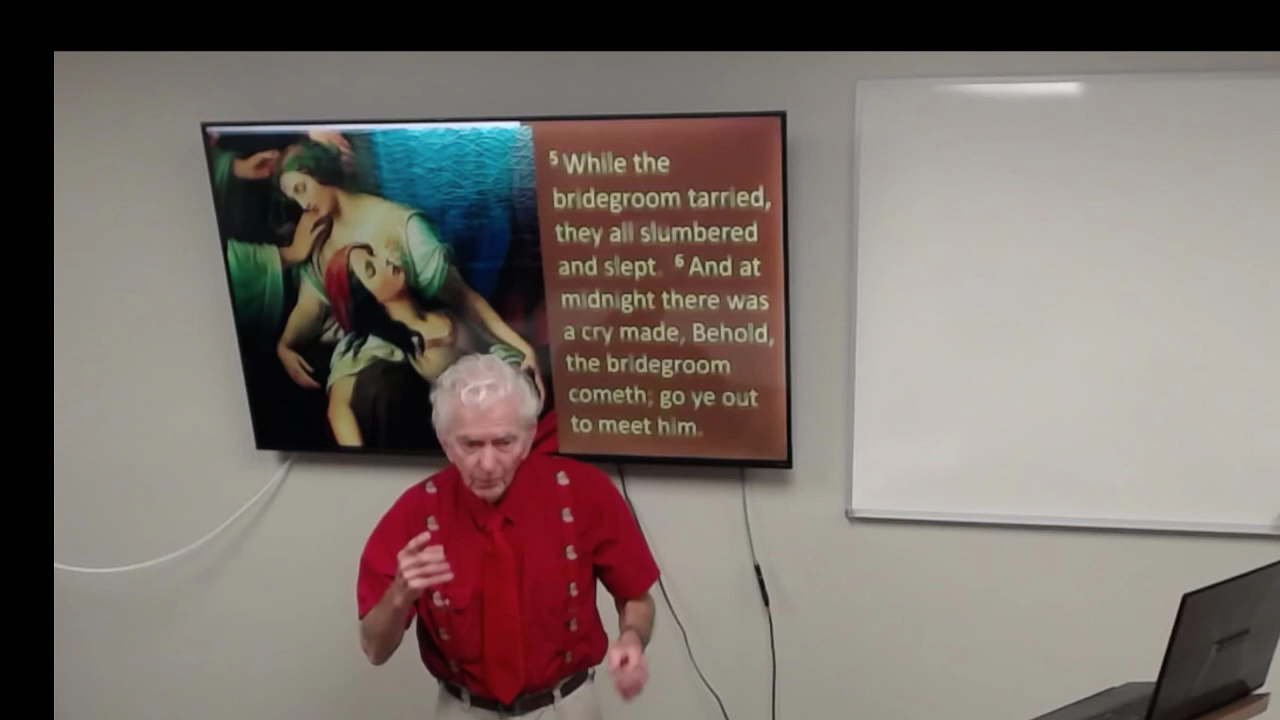 ⁵ While the
bridegroom tarried,
they all slumbered
and slept. ⁶ And at
midnight there was
a cry made, Behold,
the bridegroom
cometh; go ye out
to meet him.